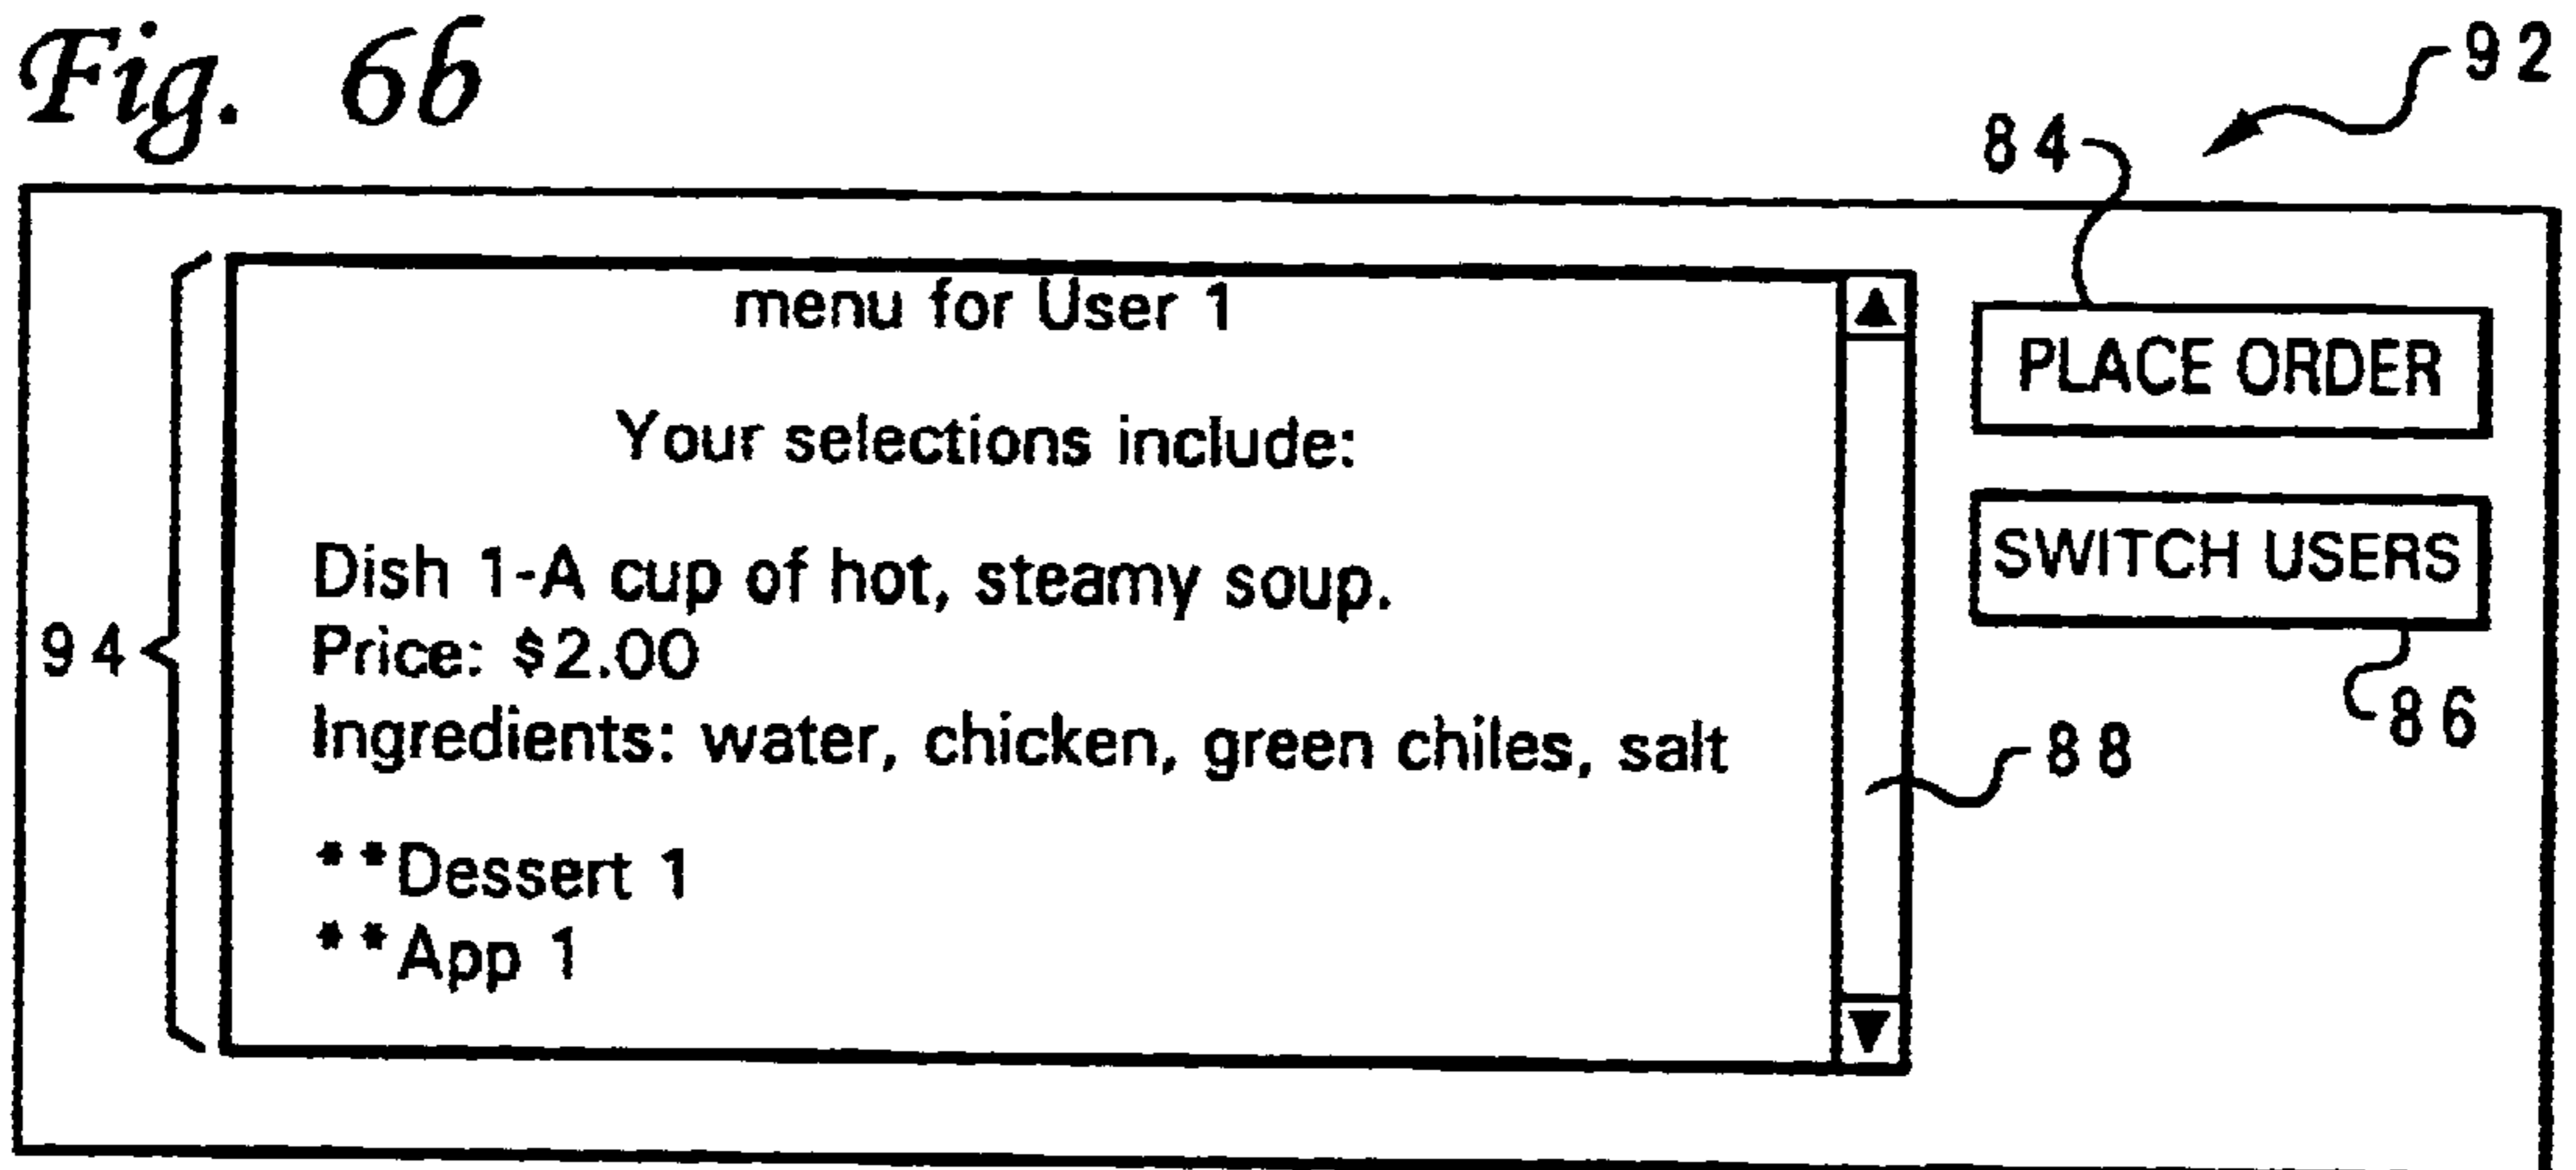 Fig. 6b
92
84
menu for User 1
PLACE ORDER
Your selections include:
SWITCH USERS
Dish 1-A cup of hot, steamy soup.
94
Price: $2.00
86
Ingredients: water, chicken, green chiles, salt
88
**Dessert 1
**App 1